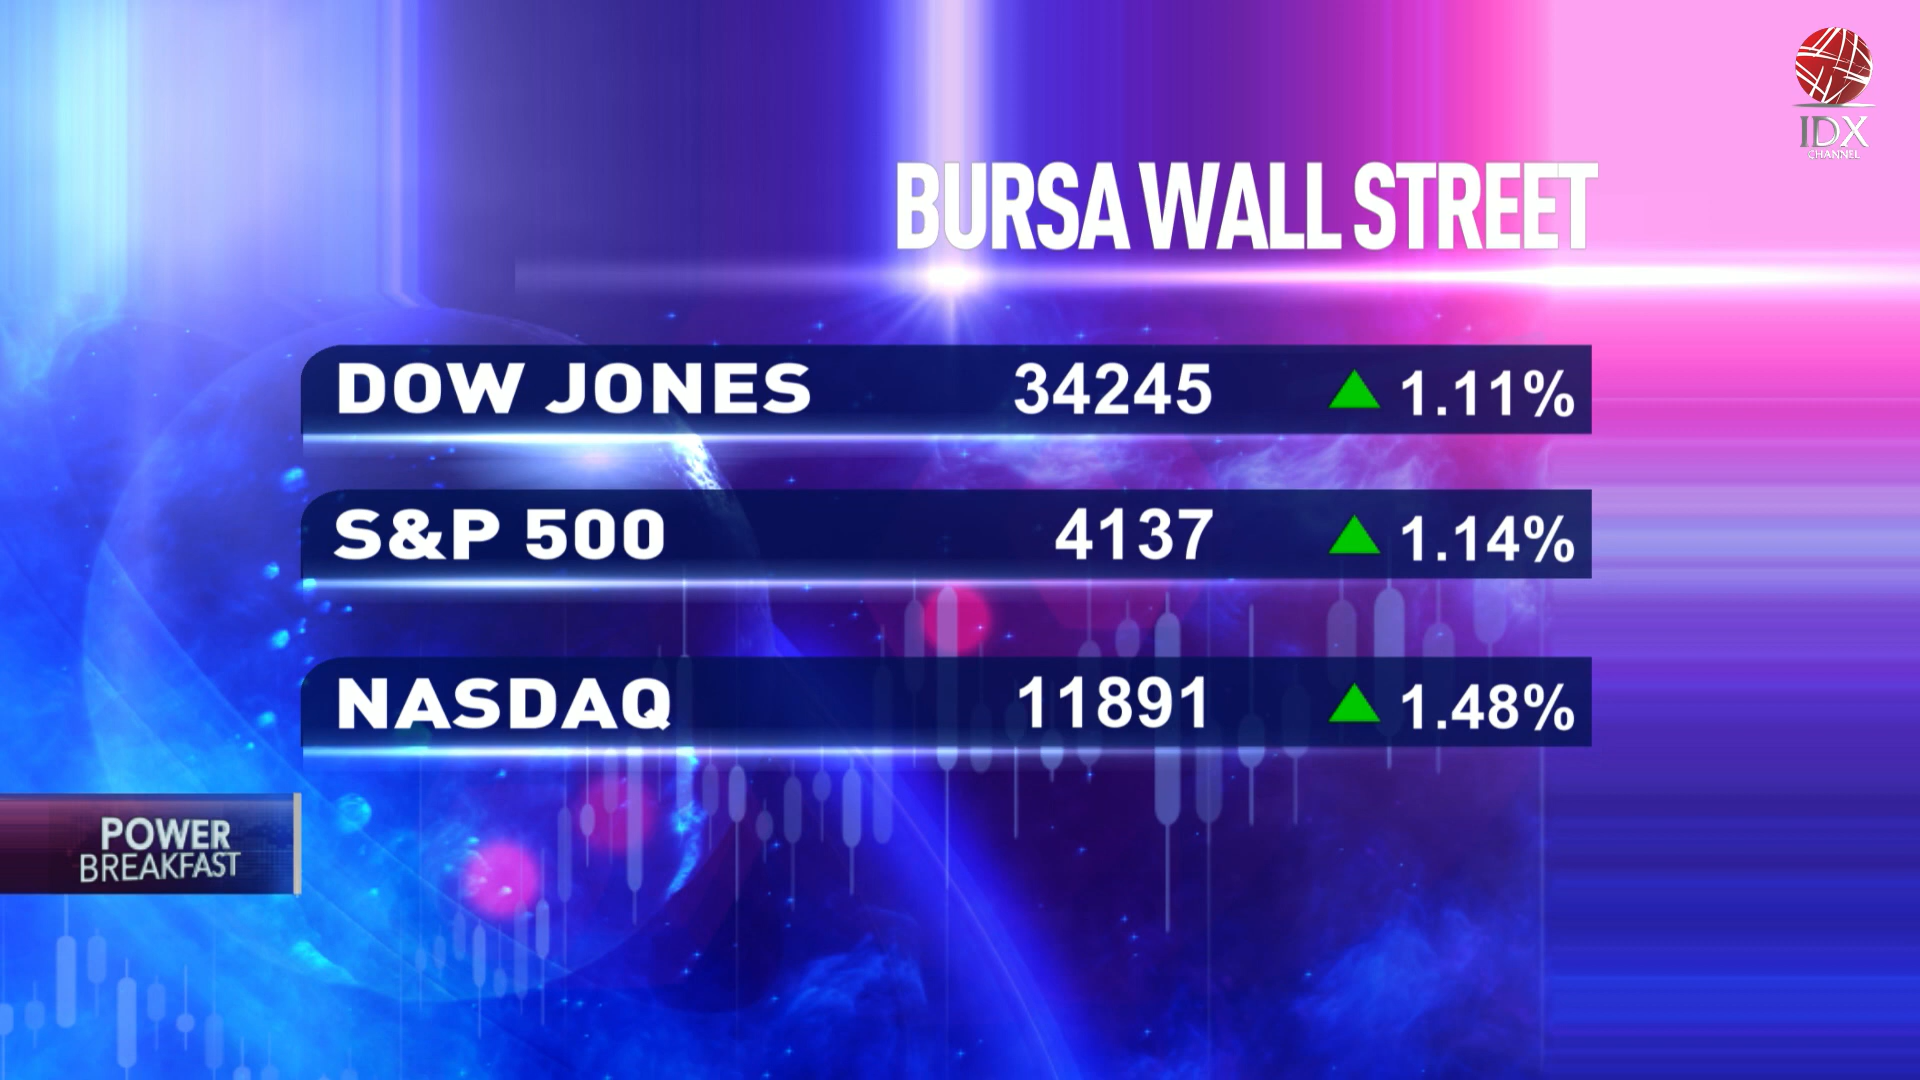 IDX
CHANNEL
BURSA WALL STREET
DOW JONES 34245 ▲ 1.11%
S&P 500 4137 ▲ 1.14%
NASDAQ 11891 ▲ 1.48%
POWER
BREAKFAST